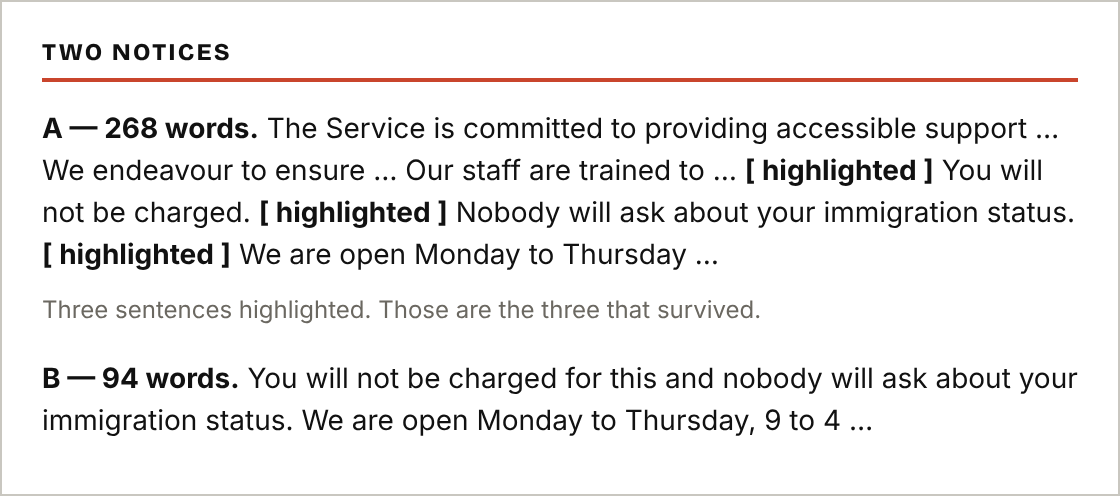 TWO NOTICES
A — 268 words. The Service is committed to providing accessible support ...
We endeavour to ensure ... Our staff are trained to ... [ highlighted ] You will
not be charged. [ highlighted ] Nobody will ask about your immigration status.
[ highlighted ] We are open Monday to Thursday ...
Three sentences highlighted. Those are the three that survived.
B — 94 words. You will not be charged for this and nobody will ask about your
immigration status. We are open Monday to Thursday, 9 to 4 ...